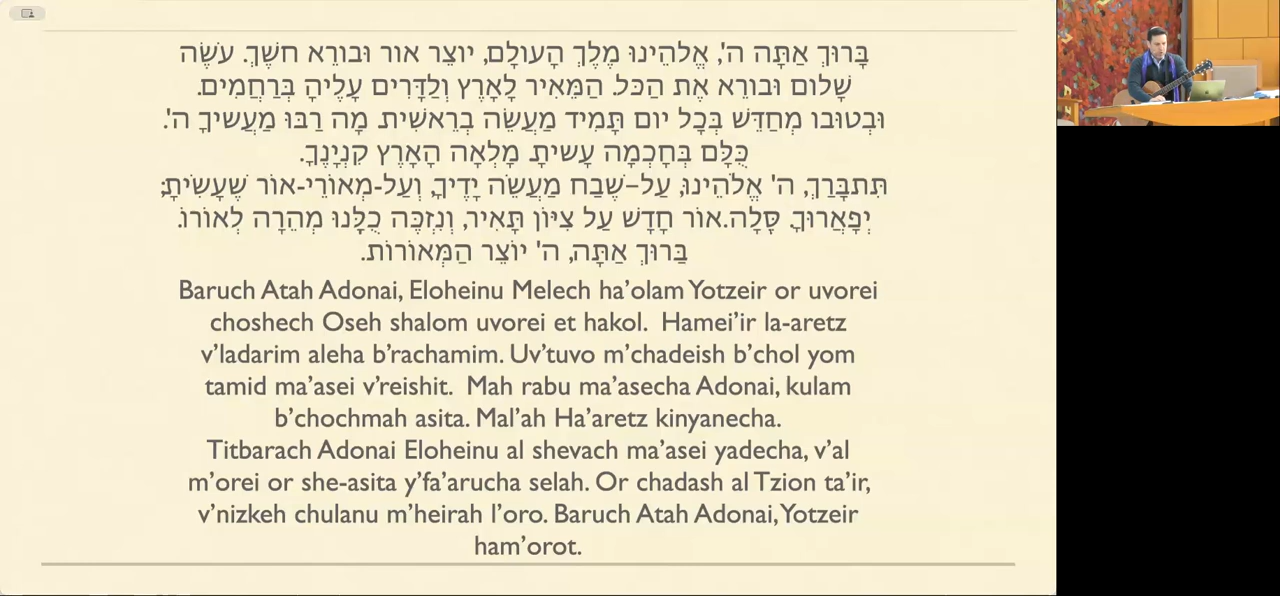 בָּרוּךְ אַתָּה ה', אֱלֹהֵינוּ מֶלֶךְ הָעוֹלָם, יוֹצֵר אוֹר וּבוֹרֵא חֹשֶׁךְ. עֹשֶׂה
שָׁלוֹם וּבוֹרֵא אֶת הַכֹּל. הַמֵּאִיר לָאָרֶץ וְלַדָּרִים עָלֶיהָ בְּרַחֲמִים.
וּבְטוּבוֹ מְחַדֵּשׁ בְּכָל יוֹם תָּמִיד מַעֲשֵׂה בְרֵאשִׁית. מָה רַבּוּ מַעֲשֶׂיךָ ה'.
כֻּלָּם בְּחָכְמָה עָשִׂיתָ. מָלְאָה הָאָרֶץ קִנְיָנֶךָ.
תִּתְבָּרַךְ, ה' אֱלֹהֵינוּ, עַל–שֶׁבַח מַעֲשֵׂה יָדֶיךָ, וְעַל-מְאוֹרֵי-אוֹר שֶׁעָשִׂיתָ;
יְפָאֲרוּךָ. סֶּלָה.אוֹר חָדָשׁ עַל צִיּוֹן תָּאִיר, וְנִזְכֶּה כֻלָּנוּ מְהֵרָה לְאוֹרוֹ.
בָּרוּךְ אַתָּה, ה' יוֹצֵר הַמְּאוֹרוֹת.
Baruch Atah Adonai, Eloheinu Melech ha’olam Yotzeir or uvorei
choshech Oseh shalom uvorei et hakol. Hamei’ir la-aretz
v’ladarim aleha b’rachamim. Uv’tuvo m’chadeish b’chol yom
tamid ma’asei v’reishit. Mah rabu ma’asecha Adonai, kulam
b’chochmah asita. Mal’ah Ha’aretz kinyanecha.
Titbarach Adonai Eloheinu al shevach ma’asei yadecha, v’al
m’orei or she-asita y’fa’arucha selah. Or chadash al Tzion ta’ir,
v’nizkeh chulanu m’heirah l’oro. Baruch Atah Adonai, Yotzeir
ham’orot.